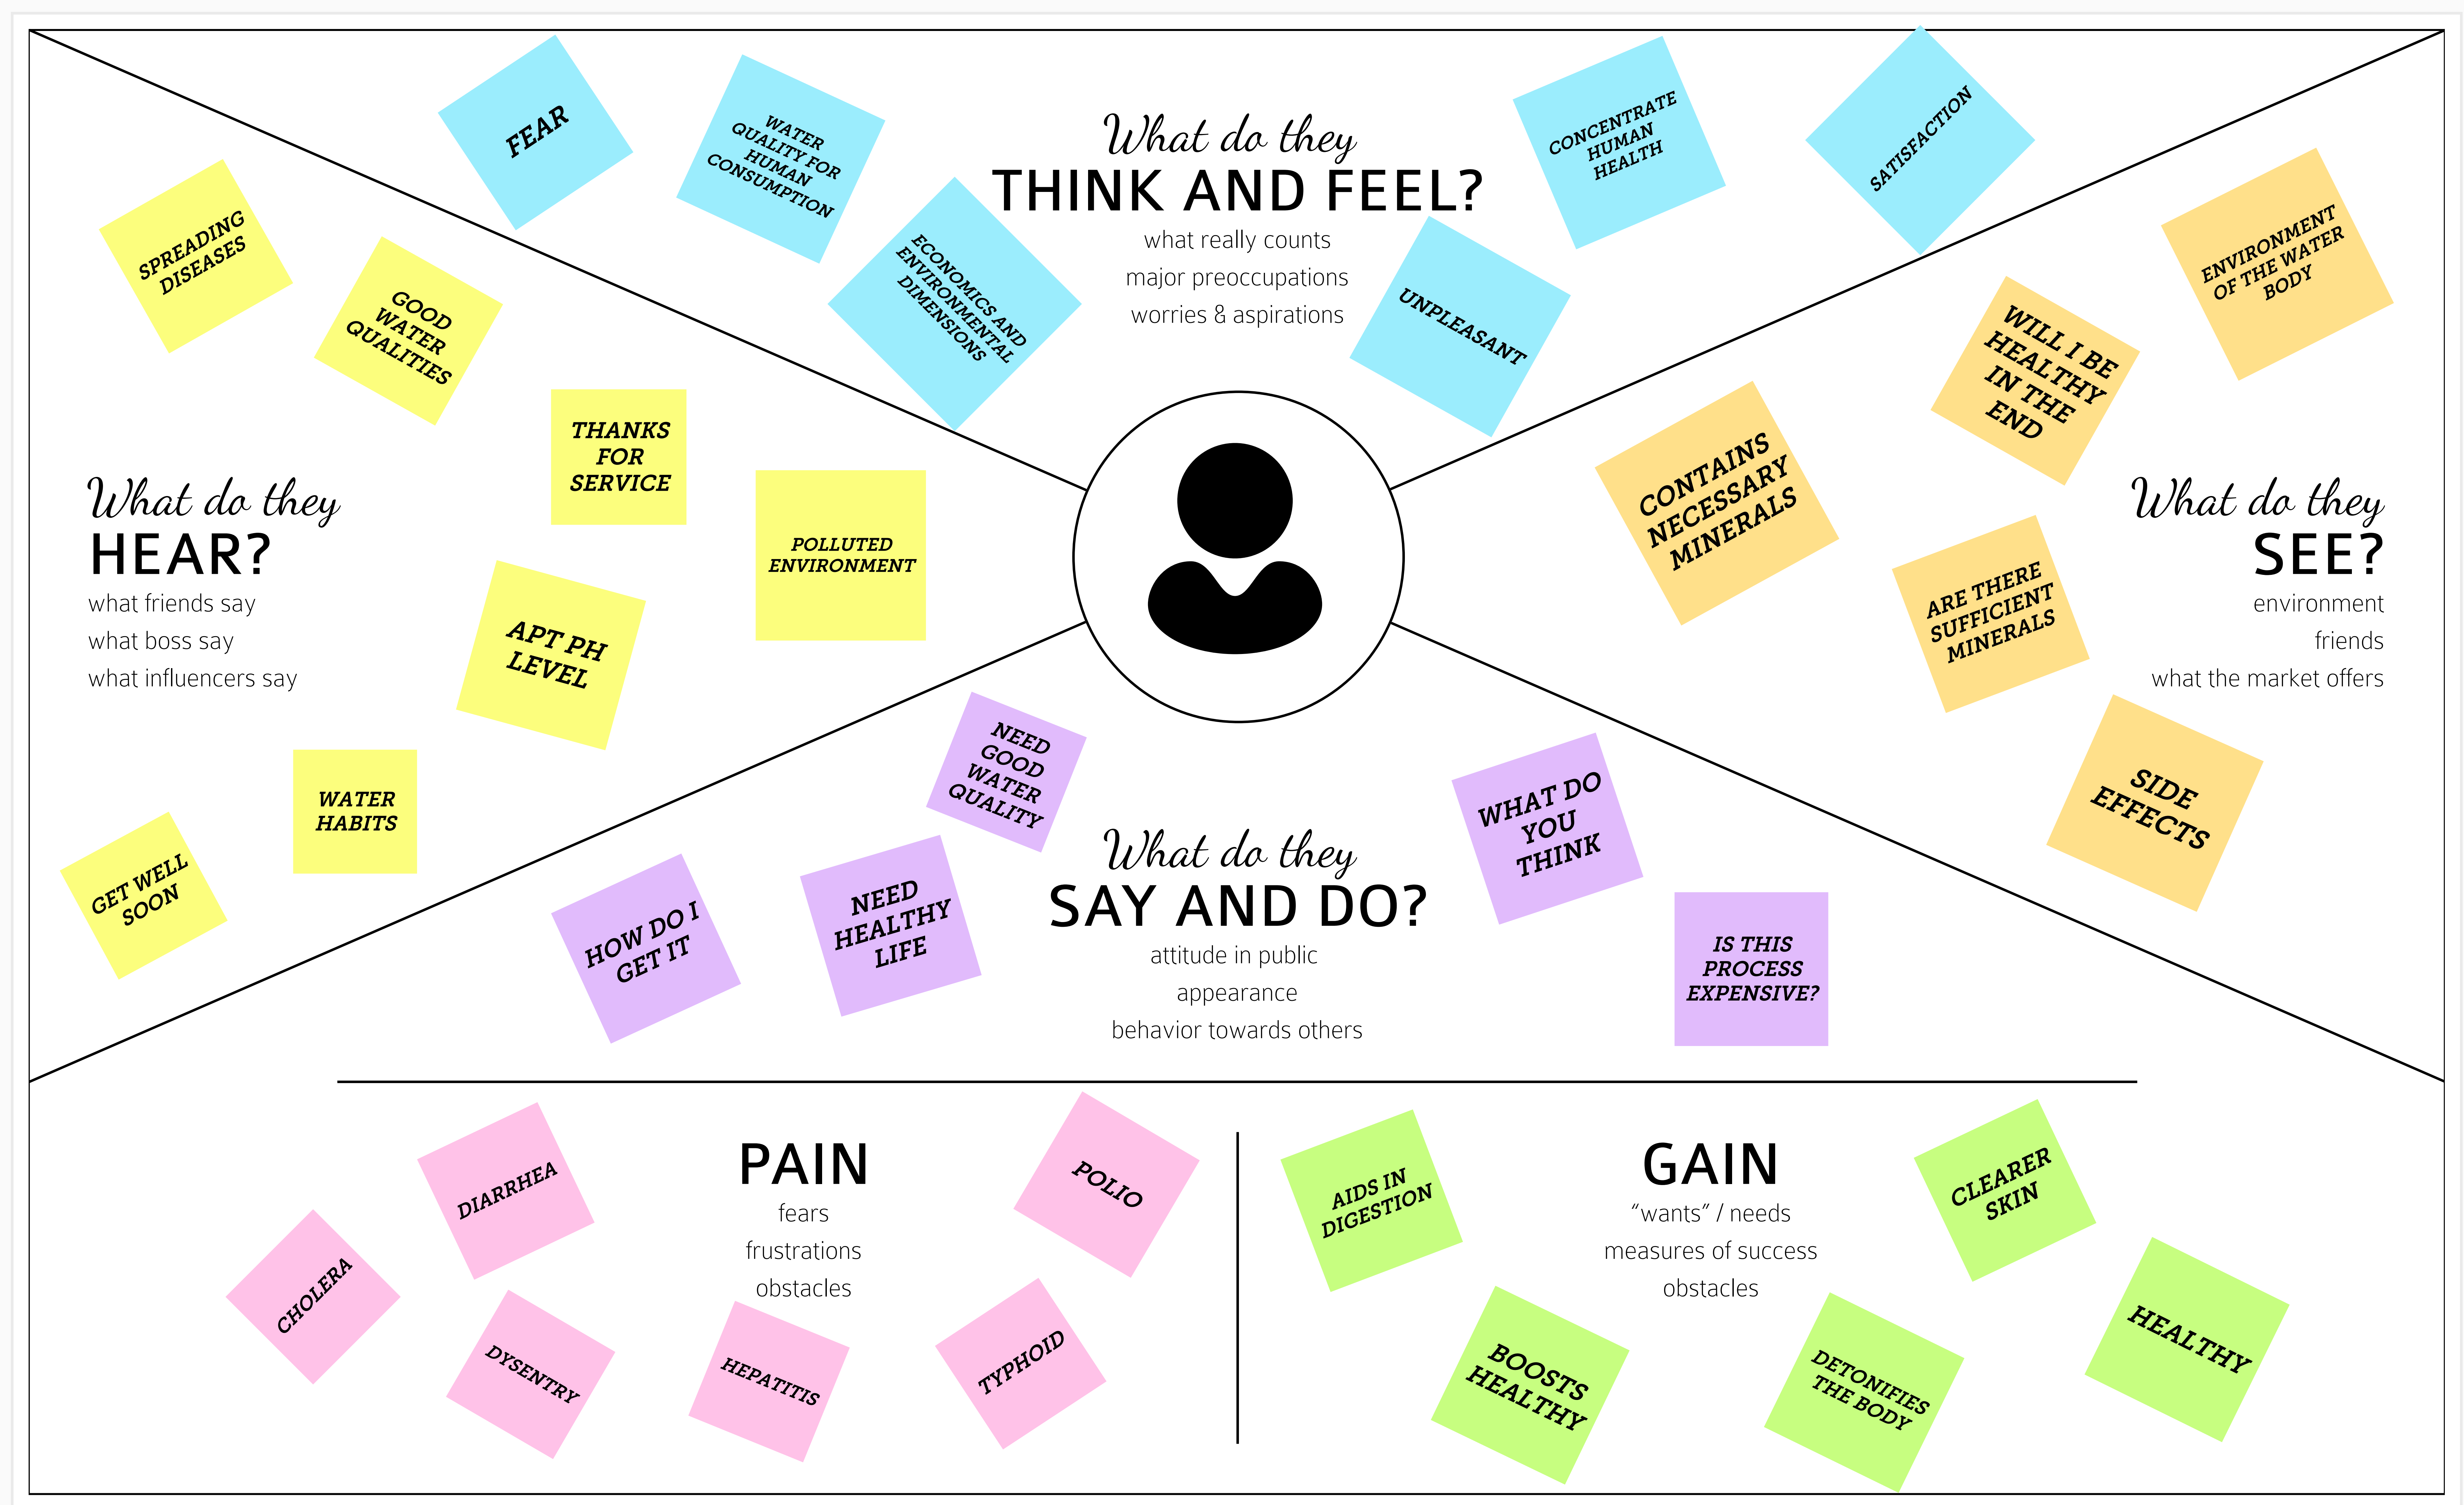 FEAR
WATER
QUALITY FOR
HUMAN
CONSUMPTION
ECONOMICS AND
ENVIRONMENTAL
DIMENSIONS
What do they
THINK AND FEEL?
what really counts
major preoccupations
worries & aspirations
UNPLEASANT
CONCENTRATE
HUMAN
HEALTH
SATISFACTION
SPREADING
DISEASES
GOOD
WATER
QUALITIES
THANKS
FOR
SERVICE
POLLUTED
ENVIRONMENT
What do they
HEAR?
what friends say
what boss say
what influencers say
APT PH
LEVEL
WATER
HABITS
GET WELL
SOON
ENVIRONMENT
OF THE WATER
BODY
WILL I BE
HEALTHY
IN THE
END
CONTAINS
NECESSARY
MINERALS
What do they
SEE?
environment
friends
what the market offers
ARE THERE
SUFFICIENT
MINERALS
SIDE
EFFECTS
NEED
GOOD
WATER
QUALITY
HOW DO I
GET IT
NEED
HEALTHY
LIFE
What do they
SAY AND DO?
attitude in public
appearance
behavior towards others
WHAT DO
YOU
THINK
IS THIS
PROCESS
EXPENSIVE?
PAIN
fears
frustrations
obstacles
DIARRHEA
CHOLERA
DYSENTRY
HEPATITIS
TYPHOID
POLIO
GAIN
“wants” / needs
measures of success
obstacles
AIDS IN
DIGESTION
BOOSTS
HEALTHY
DETONIFIES
THE BODY
CLEARER
SKIN
HEALTHY